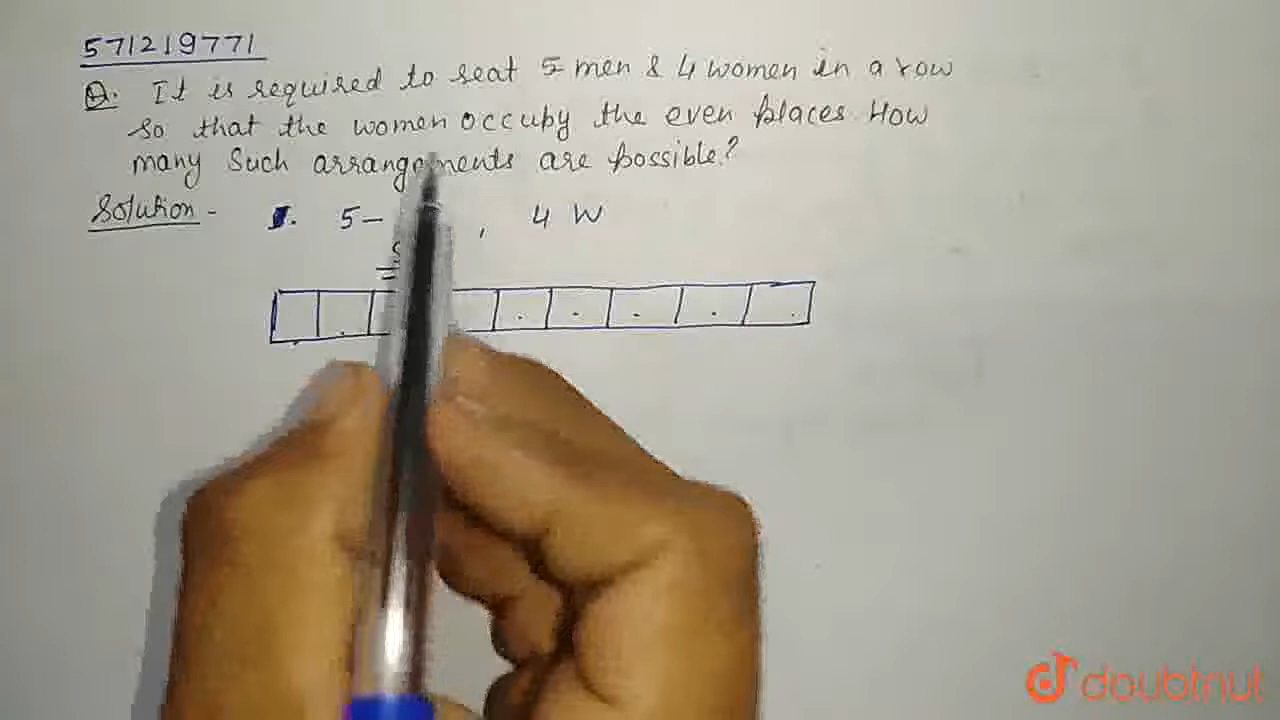 571219771
Q. It is required to seat 5 men & 4 women in a row
so that the women occupy the even places. How
many such arrangements are possible?
Solution - 5 - , 4 W
doubtnut